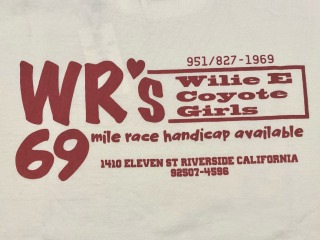 951/827-1969
WR's Wilie E
Coyote
Girls
69 mile race handicap available
1410 ELEVEN ST RIVERSIDE CALIFORNIA
92507-4596